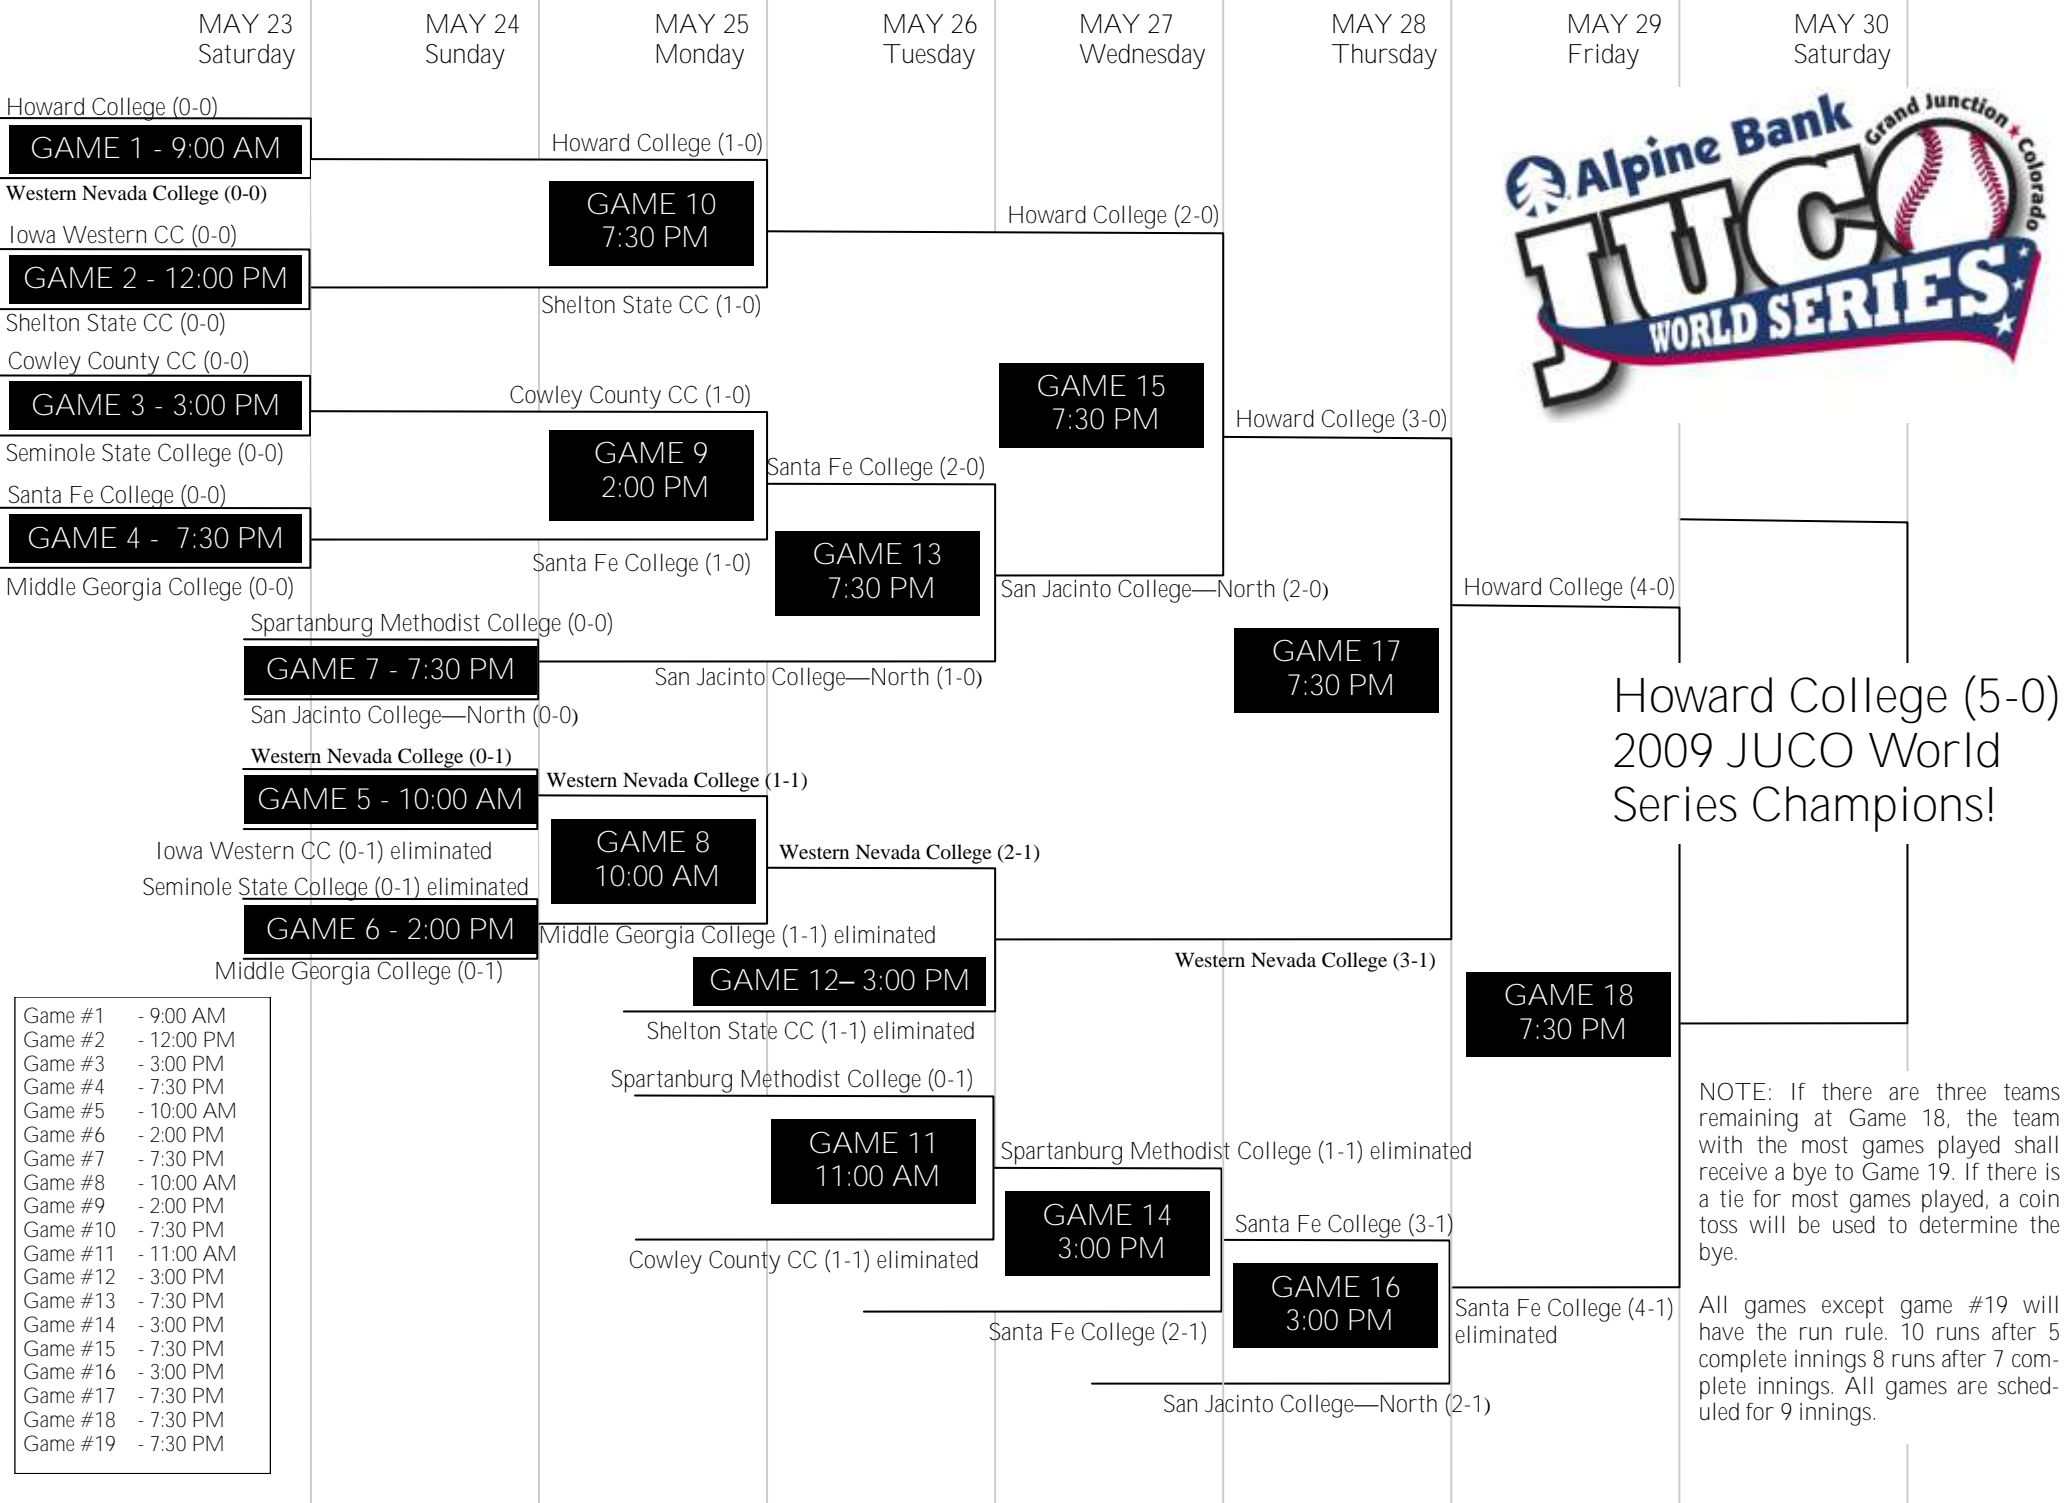 MAY 23
Saturday
MAY 24
Sunday
MAY 25
Monday
MAY 26
Tuesday
MAY 27
Wednesday
MAY 28
Thursday
MAY 29
Friday
MAY 30
Saturday
Alpine Bank
Grand Junction ★ Colorado
JUCO
WORLD SERIES
Howard College (0-0)
GAME 1 - 9:00 AM
Western Nevada College (0-0)
Iowa Western CC (0-0)
GAME 2 - 12:00 PM
Shelton State CC (0-0)
Cowley County CC (0-0)
GAME 3 - 3:00 PM
Seminole State College (0-0)
Santa Fe College (0-0)
GAME 4 - 7:30 PM
Middle Georgia College (0-0)
Spartanburg Methodist College (0-0)
GAME 7 - 7:30 PM
San Jacinto College—North (0-0)
Western Nevada College (0-1)
GAME 5 - 10:00 AM
Iowa Western CC (0-1) eliminated
Seminole State College (0-1) eliminated
GAME 6 - 2:00 PM
Middle Georgia College (0-1)
Howard College (1-0)
GAME 10
7:30 PM
Shelton State CC (1-0)
Cowley County CC (1-0)
GAME 9
2:00 PM
Santa Fe College (1-0)
Western Nevada College (1-1)
GAME 8
10:00 AM
Middle Georgia College (1-1) eliminated
Santa Fe College (2-0)
GAME 13
7:30 PM
San Jacinto College—North (1-0)
Western Nevada College (2-1)
GAME 12– 3:00 PM
Shelton State CC (1-1) eliminated
Spartanburg Methodist College (0-1)
GAME 11
11:00 AM
Cowley County CC (1-1) eliminated
Howard College (2-0)
GAME 15
7:30 PM
San Jacinto College—North (2-0)
Spartanburg Methodist College (1-1) eliminated
GAME 14
3:00 PM
Santa Fe College (2-1)
Howard College (3-0)
GAME 17
7:30 PM
Western Nevada College (3-1)
Santa Fe College (3-1)
GAME 16
3:00 PM
San Jacinto College—North (2-1)
Howard College (4-0)
GAME 18
7:30 PM
Santa Fe College (4-1)
eliminated
Howard College (5-0)
2009 JUCO World
Series Champions!
Game #1 - 9:00 AM
Game #2 - 12:00 PM
Game #3 - 3:00 PM
Game #4 - 7:30 PM
Game #5 - 10:00 AM
Game #6 - 2:00 PM
Game #7 - 7:30 PM
Game #8 - 10:00 AM
Game #9 - 2:00 PM
Game #10 - 7:30 PM
Game #11 - 11:00 AM
Game #12 - 3:00 PM
Game #13 - 7:30 PM
Game #14 - 3:00 PM
Game #15 - 7:30 PM
Game #16 - 3:00 PM
Game #17 - 7:30 PM
Game #18 - 7:30 PM
Game #19 - 7:30 PM
NOTE: If there are three teams
remaining at Game 18, the team
with the most games played shall
receive a bye to Game 19. If there is
a tie for most games played, a coin
toss will be used to determine the
bye.
All games except game #19 will
have the run rule. 10 runs after 5
complete innings 8 runs after 7 com-
plete innings. All games are sched-
uled for 9 innings.